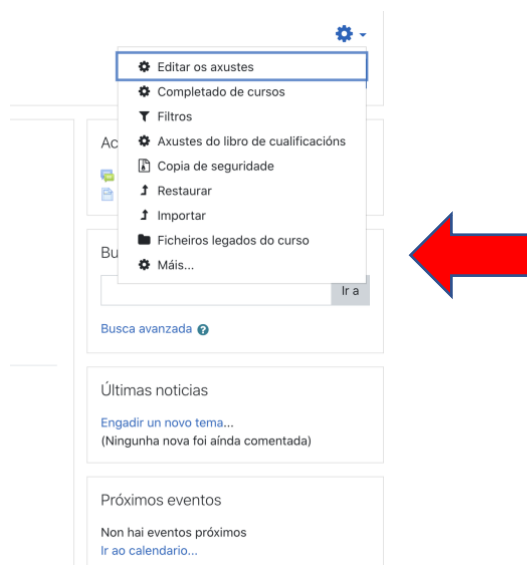 Editar os axustes
Completado de cursos
Filtros
Axustes do libro de cualificacións
Copia de seguridade
Restaurar
Importar
Ficheiros legados do curso
Máis...
Ac
Bu
Ir a
Busca avanzada
Últimas noticias
Engadir un novo tema...
(Ningunha nova foi aínda comentada)
Próximos eventos
Non hai eventos próximos
Ir ao calendario...